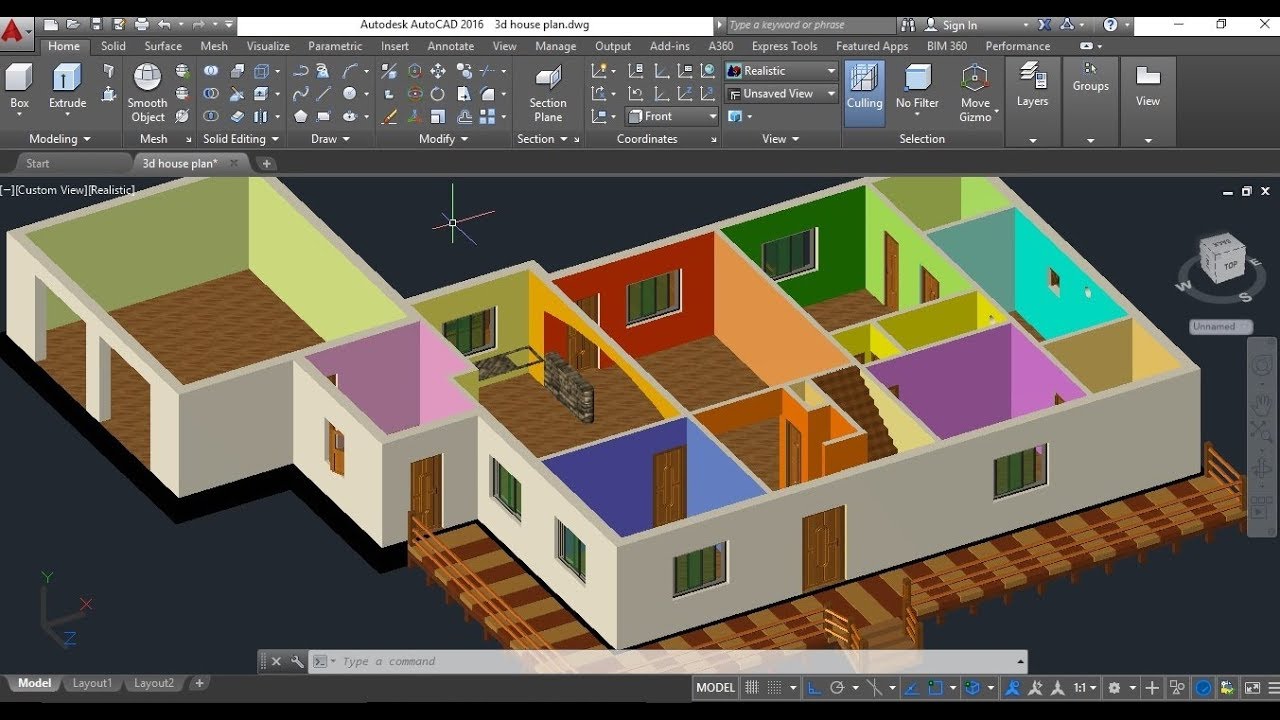 Autodesk AutoCAD 2016 3d house plan.dwg
Type a keyword or phrase
Sign In
Home Solid Surface Mesh Visualize Parametric Insert Annotate View Manage Output Add-ins A360 Express Tools Featured Apps BIM 360 Performance
Realistic
Unsaved View
Box Extrude Smooth Object Section Plane Front Culling No Filter Move Gizmo Layers Groups View
Modeling Mesh Solid Editing Draw Modify Section Coordinates View Selection
Start 3d house plan*
[−][Custom View][Realistic]
TOP
W
E
S
Unnamed
Y
X
Z
Type a command
Model Layout1 Layout2
MODEL 1:1